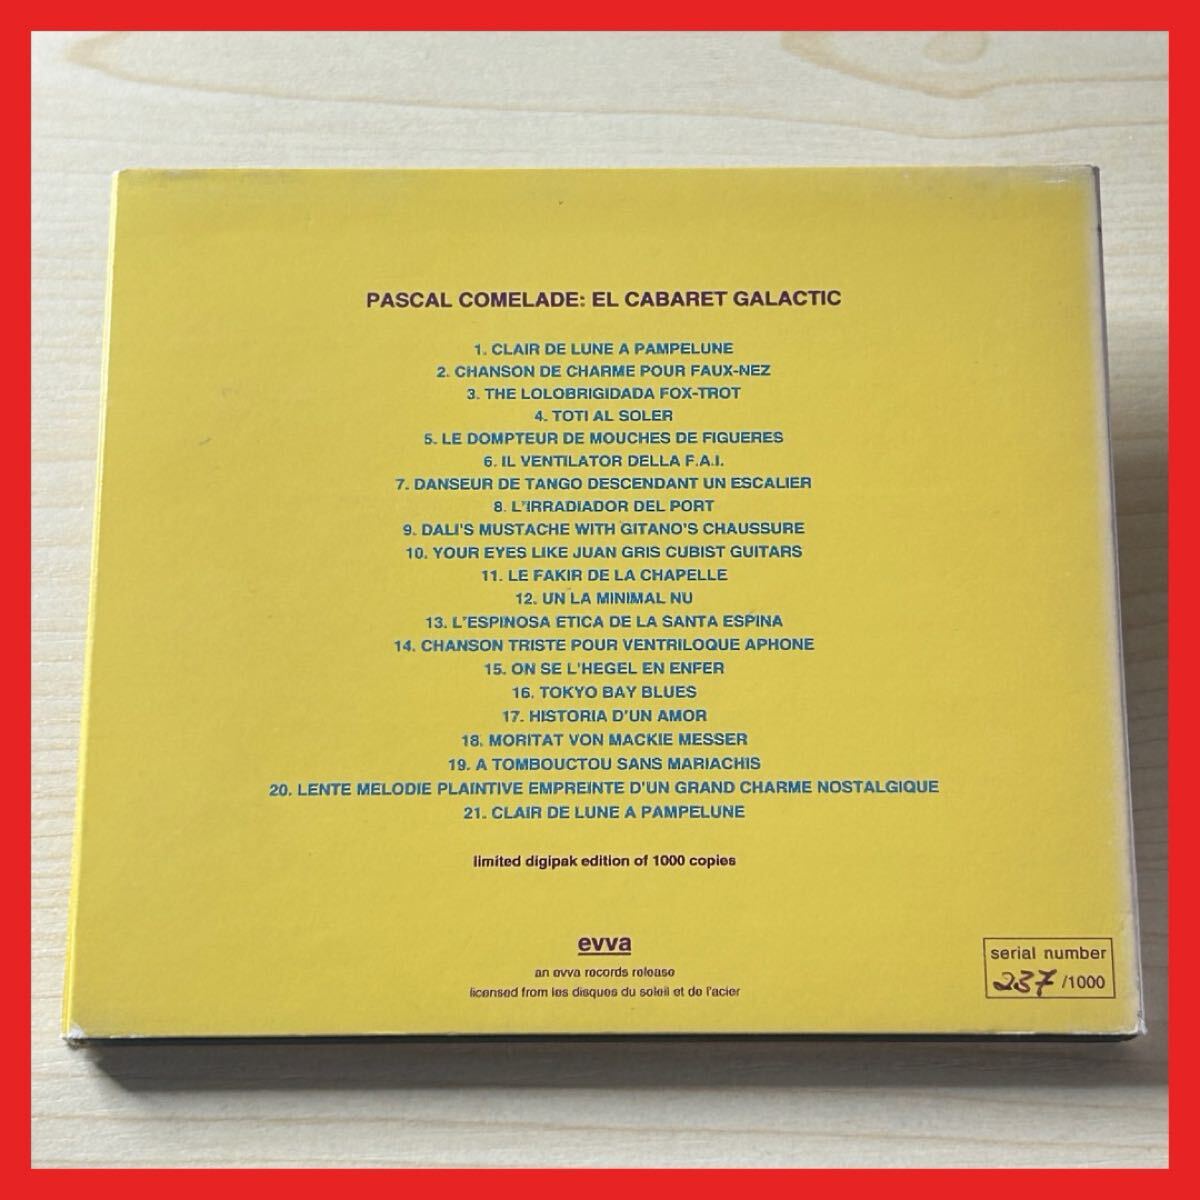 PASCAL COMELADE: EL CABARET GALACTIC
1. CLAIR DE LUNE A PAMPELUNE
2. CHANSON DE CHARME POUR FAUX-NEZ
3. THE LOLOBRIGIDADA FOX-TROT
4. TOTI AL SOLER
5. LE DOMPTEUR DE MOUCHES DE FIGUERES
6. IL VENTILATOR DELLA F.A.I.
7. DANSEUR DE TANGO DESCENDANT UN ESCALIER
8. L'IRRADIADOR DEL PORT
9. DALI'S MUSTACHE WITH GITANO'S CHAUSSURE
10. YOUR EYES LIKE JUAN GRIS CUBIST GUITARS
11. LE FAKIR DE LA CHAPELLE
12. UN LA MINIMAL NU
13. L'ESPINOSA ETICA DE LA SANTA ESPINA
14. CHANSON TRISTE POUR VENTRILOQUE APHONE
15. ON SE L'HEGEL EN ENFER
16. TOKYO BAY BLUES
17. HISTORIA D'UN AMOR
18. MORITAT VON MACKIE MESSER
19. A TOMBOUCTOU SANS MARIACHIS
20. LENTE MELODIE PLAINTIVE EMPREINTE D'UN GRAND CHARME NOSTALGIQUE
21. CLAIR DE LUNE A PAMPELUNE
limited digipak edition of 1000 copies
evva
an evva records release
licensed from les disques du soleil et de l'acier
serial number
237 /1000